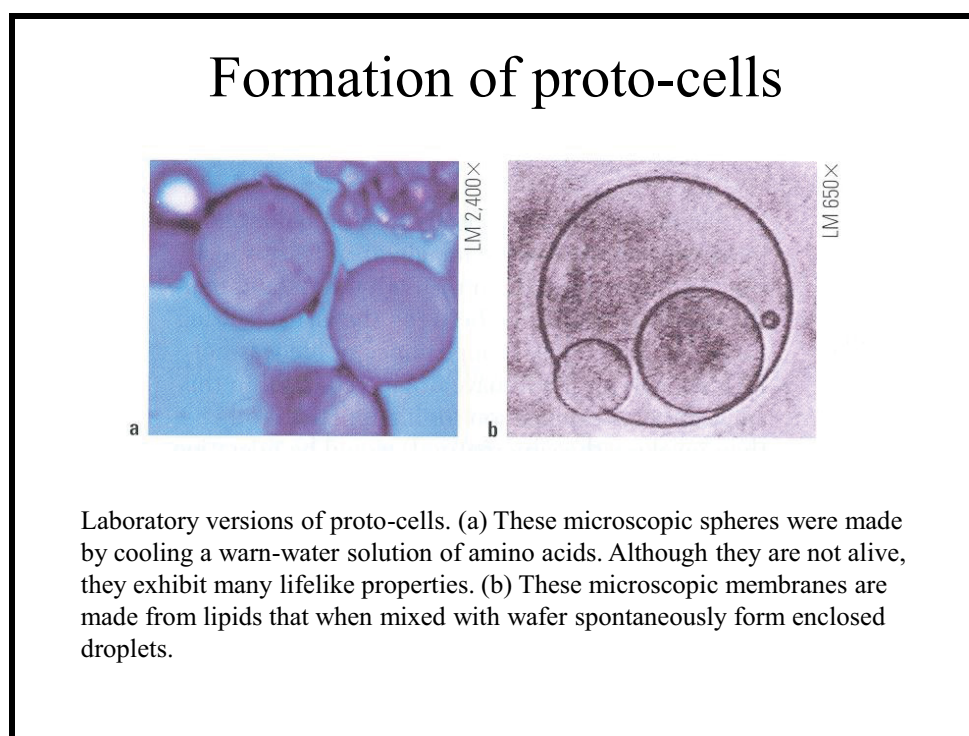 Formation of proto-cells
LM 2,400×
LM 650×
a
b
Laboratory versions of proto-cells. (a) These microscopic spheres were made
by cooling a warn-water solution of amino acids. Although they are not alive,
they exhibit many lifelike properties. (b) These microscopic membranes are
made from lipids that when mixed with wafer spontaneously form enclosed
droplets.